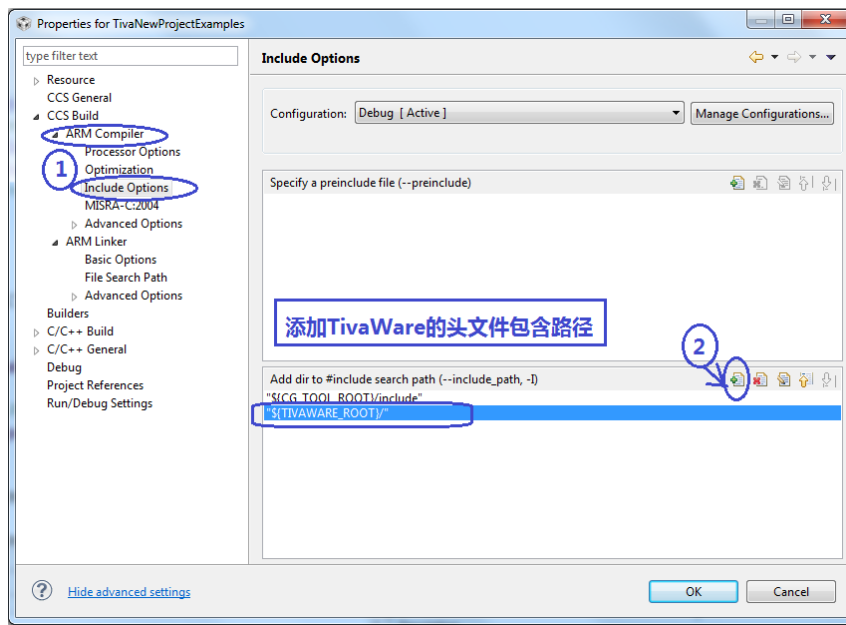 Properties for TivaNewProjectExamples
type filter text
Resource
CCS General
CCS Build
ARM Compiler
Processor Options
1
Optimization
Include Options
MISRA-C:2004
Advanced Options
ARM Linker
Basic Options
File Search Path
Advanced Options
Builders
C/C++ Build
C/C++ General
Debug
Project References
Run/Debug Settings
Include Options
Configuration: Debug [ Active ] Manage Configurations...
Specify a preinclude file (--preinclude)
添加TivaWare的头文件包含路径
2
Add dir to #include search path (--include_path, -I)
"${CG_TOOL_ROOT}/include"
"${TIVAWARE_ROOT}/"
? Hide advanced settings
OK Cancel